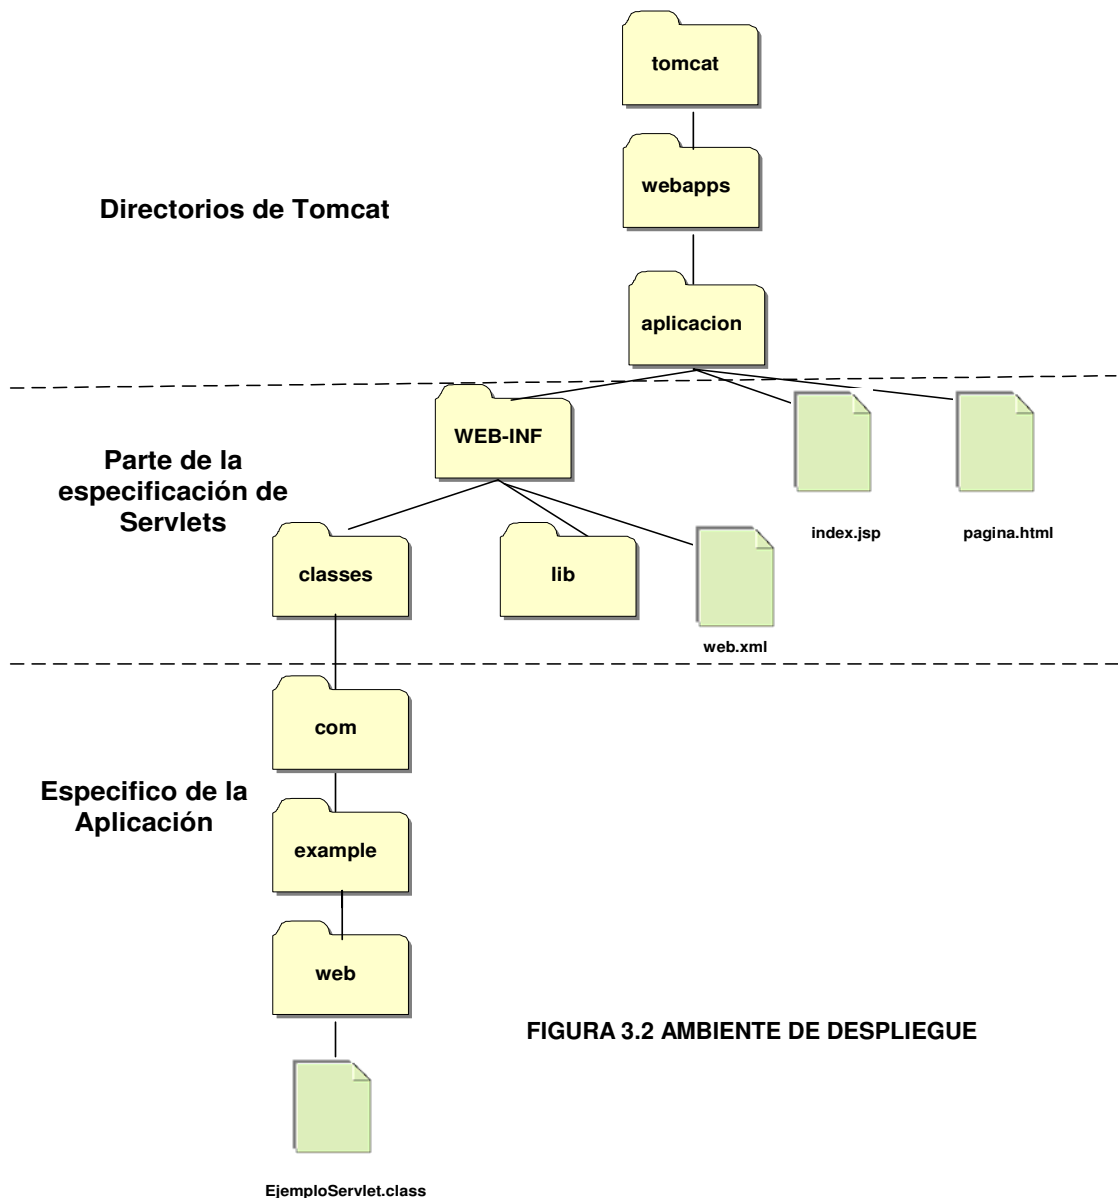 tomcat
webapps
Directorios de Tomcat
aplicacion
WEB-INF
Parte de la
especificación de
Servlets
index.jsp
pagina.html
classes
lib
web.xml
com
Especifico de la
Aplicación
example
web
FIGURA 3.2 AMBIENTE DE DESPLIEGUE
EjemploServlet.class